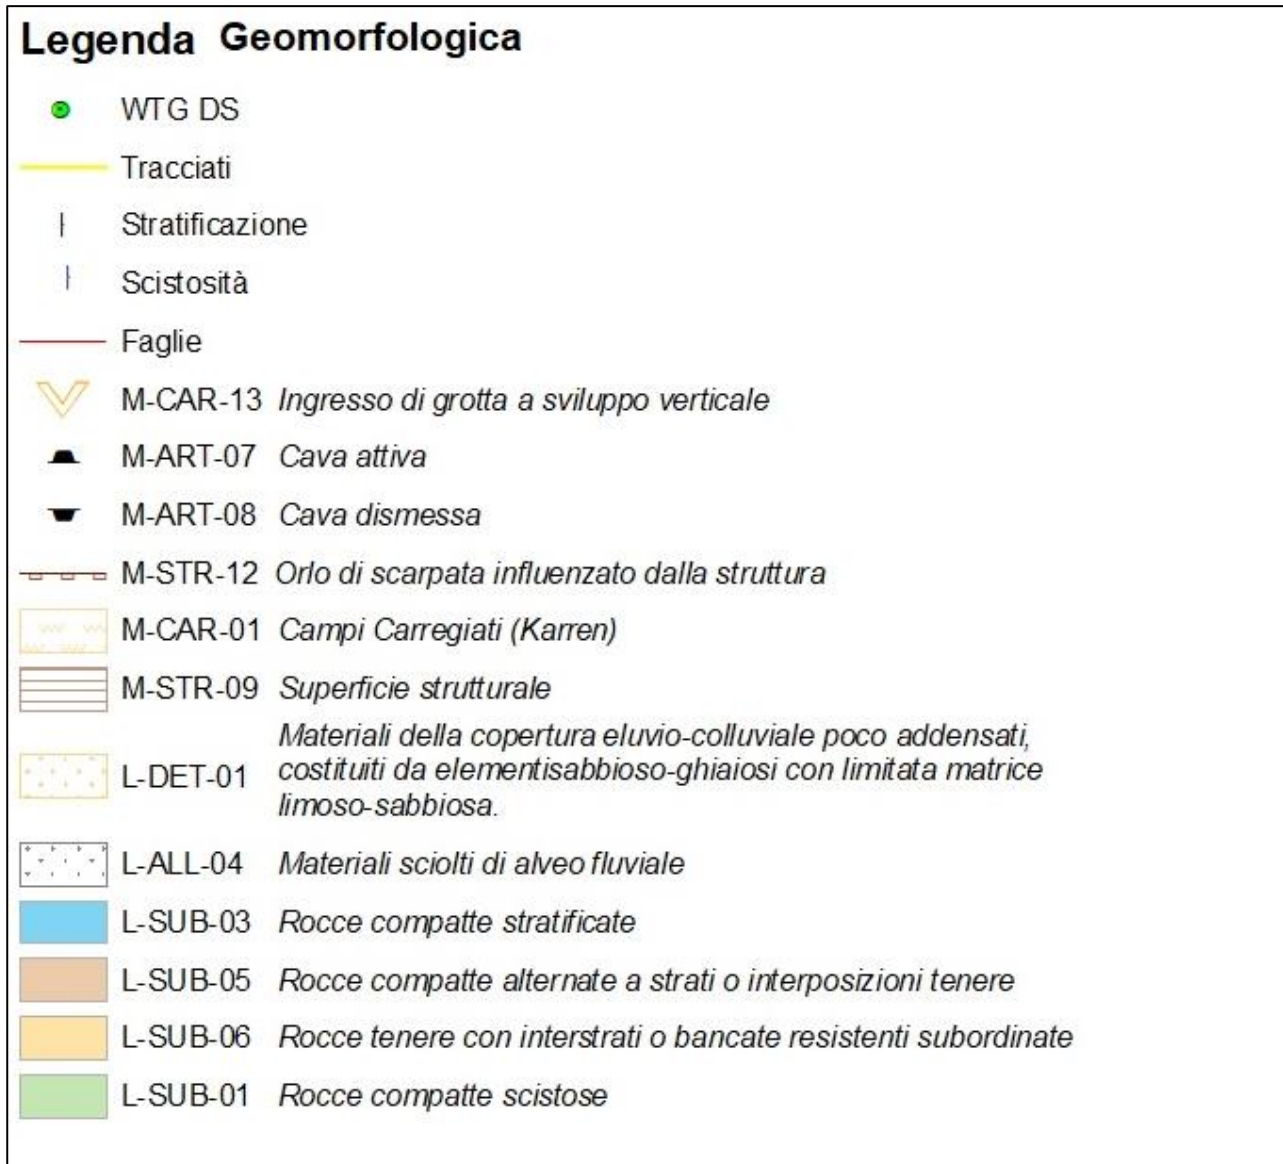 Legenda Geomorfologica
WTG DS
Tracciati
Stratificazione
Scistosità
Faglie
M-CAR-13 Ingresso di grotta a sviluppo verticale
M-ART-07 Cava attiva
M-ART-08 Cava dismessa
M-STR-12 Orlo di scarpata influenzato dalla struttura
M-CAR-01 Campi Carregiati (Karren)
M-STR-09 Superficie strutturale
L-DET-01 Materiali della copertura eluvio-colluviale poco addensati,
costituiti da elementisabbioso-ghiaiosi con limitata matrice
limoso-sabbiosa.
L-ALL-04 Materiali sciolti di alveo fluviale
L-SUB-03 Rocce compatte stratificate
L-SUB-05 Rocce compatte alternate a strati o interposizioni tenere
L-SUB-06 Rocce tenere con interstrati o bancate resistenti subordinate
L-SUB-01 Rocce compatte scistose